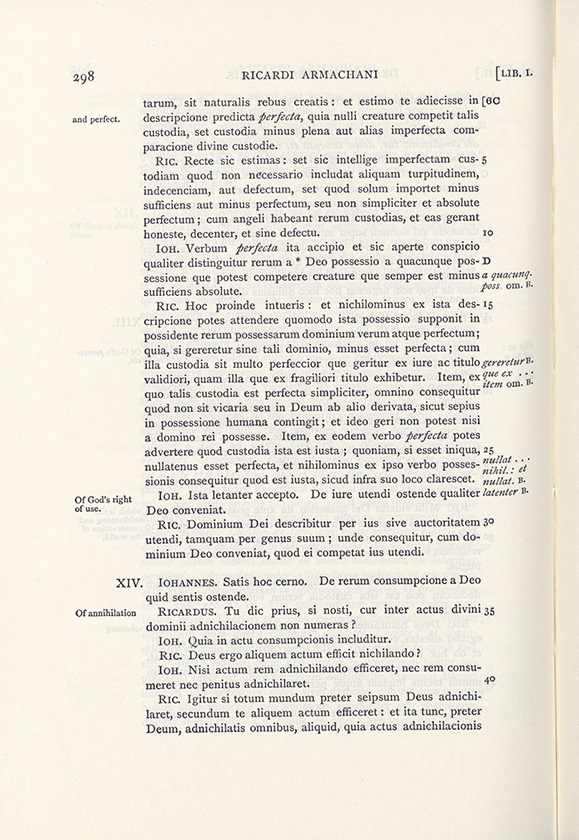 298 RICARDI ARMACHANI [LIB. I.
tarum, sit naturalis rebus creatis : et estimo te adiecisse in [6C
and perfect. descripcione predicta perfecta, quia nulli creature competit talis
custodia, set custodia minus plena aut alias imperfecta com-
paracione divine custodie.
RIC. Recte sic estimas : set sic intellige imperfectam cus- 5
todiam quod non necessario includat aliquam turpitudinem,
indecenciam, aut defectum, set quod solum importet minus
sufficiens aut minus perfectum, seu non simpliciter et absolute
perfectum ; cum angeli habeant rerum custodias, et eas gerant
honeste, decenter, et sine defectu. 10
IOH. Verbum perfecta ita accipio et sic aperte conspicio
qualiter distinguitur rerum a * Deo possessio a quacunque pos- D
sessione que potest competere creature que semper est minus a quacunq.
sufficiens absolute. poss. om. B.
RIC. Hoc proinde intueris : et nichilominus ex ista des- 15
cripcione potes attendere quomodo ista possessio supponit in
possidente rerum possessarum dominium verum atque perfectum ;
quia, si gereretur sine tali dominio, minus esset perfecta ; cum
illa custodia sit multo perfeccior que geritur ex iure ac titulo gereretur B.
validiori, quam illa que ex fragiliori titulo exhibetur. Item, ex que ex . . .
quo talis custodia est perfecta simpliciter, omnino consequitur item om. B.
quod non sit vicaria seu in Deum ab alio derivata, sicut sepius
in possessione humana contingit ; et ideo geri non potest nisi
a domino rei possesse. Item, ex eodem verbo perfecta potes
advertere quod custodia ista est iusta ; quoniam, si esset iniqua, 25
nullatenus esset perfecta, et nihilominus ex ipso verbo posses- nullat . . .
nihil. : et
sionis consequitur quod est iusta, sicud infra suo loco clarescet. nullat. B.
Of God's right IOH. Ista letanter accepto. De iure utendi ostende qualiter latenter B.
of use. Deo conveniat.
RIC. Dominium Dei describitur per ius sive auctoritatem 30
utendi, tamquam per genus suum ; unde consequitur, cum do-
minium Deo conveniat, quod ei competat ius utendi.
XIV. IOHANNES. Satis hoc cerno. De rerum consumpcione a Deo
quid sentis ostende.
Of annihilation RICARDUS. Tu dic prius, si nosti, cur inter actus divini 35
dominii adnichilacionem non numeras ?
IOH. Quia in actu consumpcionis includitur.
RIC. Deus ergo aliquem actum efficit nichilando ?
IOH. Nisi actum rem adnichilando efficeret, nec rem consu-
meret nec penitus adnichilaret. 40
RIC. Igitur si totum mundum preter seipsum Deus adnichi-
laret, secundum te aliquem actum efficeret : et ita tunc, preter
Deum, adnichilatis omnibus, aliquid, quia actus adnichilacionis